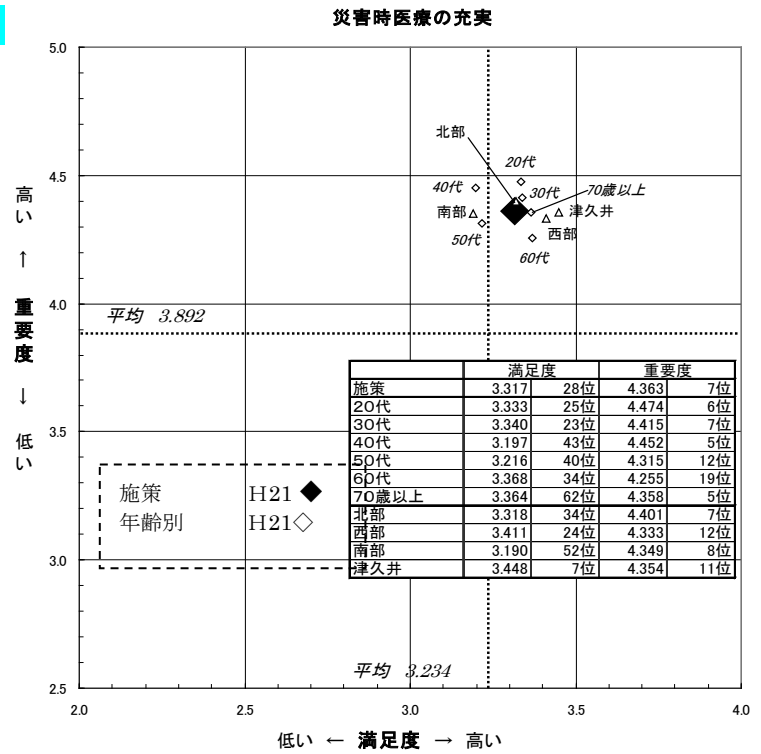 災害時医療の充実
5.0
4.5
4.0
3.5
3.0
2.5
2.0 2.5 3.0 3.5 4.0
高い ← 重要度 → 低い
低い ← 満足度 → 高い
北部
20代
40代
30代
70歳以上
南部
津久井
50代
西部
60代
平均 3.892
平均 3.234
施策 H21◆
年齢別 H21◇
満足度 重要度
施策 3.317 28位 4.363 7位
20代 3.333 25位 4.474 6位
30代 3.340 23位 4.415 7位
40代 3.197 43位 4.452 5位
50代 3.216 40位 4.315 12位
60代 3.368 34位 4.255 19位
70歳以上 3.364 62位 4.358 5位
北部 3.318 34位 4.401 7位
西部 3.411 24位 4.333 12位
南部 3.190 52位 4.349 8位
津久井 3.448 7位 4.354 11位